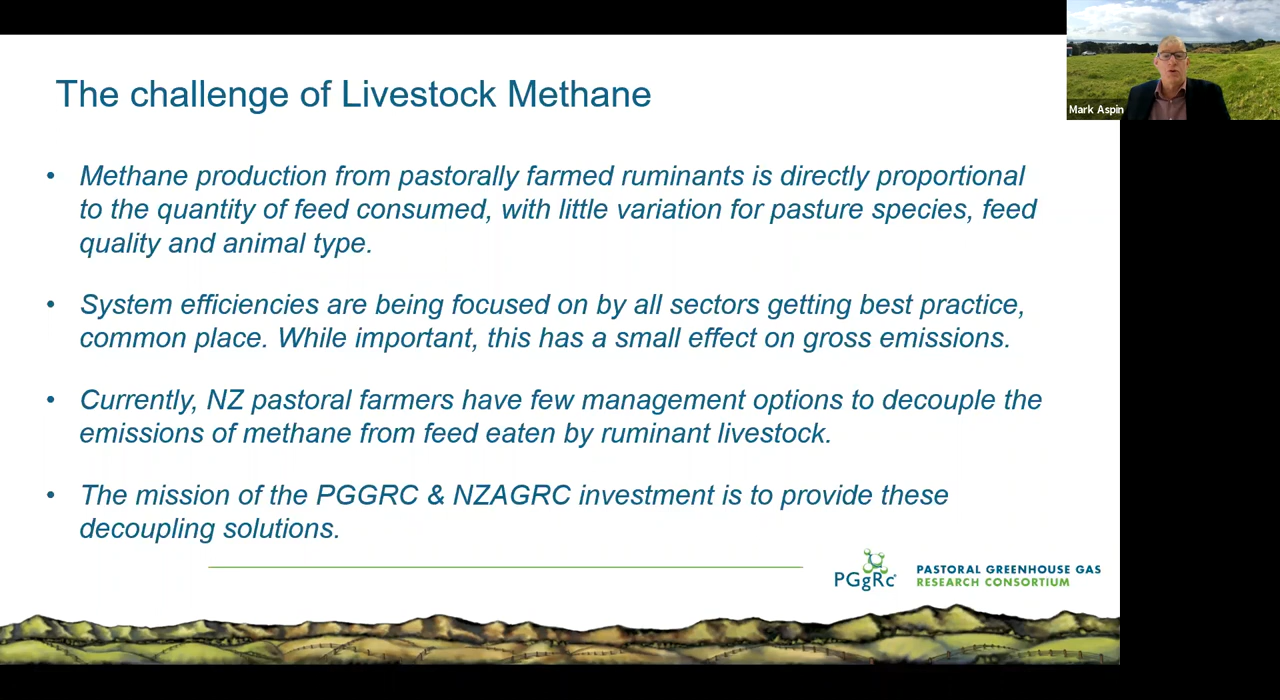 The challenge of Livestock Methane
• Methane production from pastorally farmed ruminants is directly proportional
to the quantity of feed consumed, with little variation for pasture species, feed
quality and animal type.
• System efficiencies are being focused on by all sectors getting best practice,
common place. While important, this has a small effect on gross emissions.
• Currently, NZ pastoral farmers have few management options to decouple the
emissions of methane from feed eaten by ruminant livestock.
• The mission of the PGGRC & NZAGRC investment is to provide these
decoupling solutions.
PGgRc
PASTORAL GREENHOUSE GAS
RESEARCH CONSORTIUM
Mark Aspin